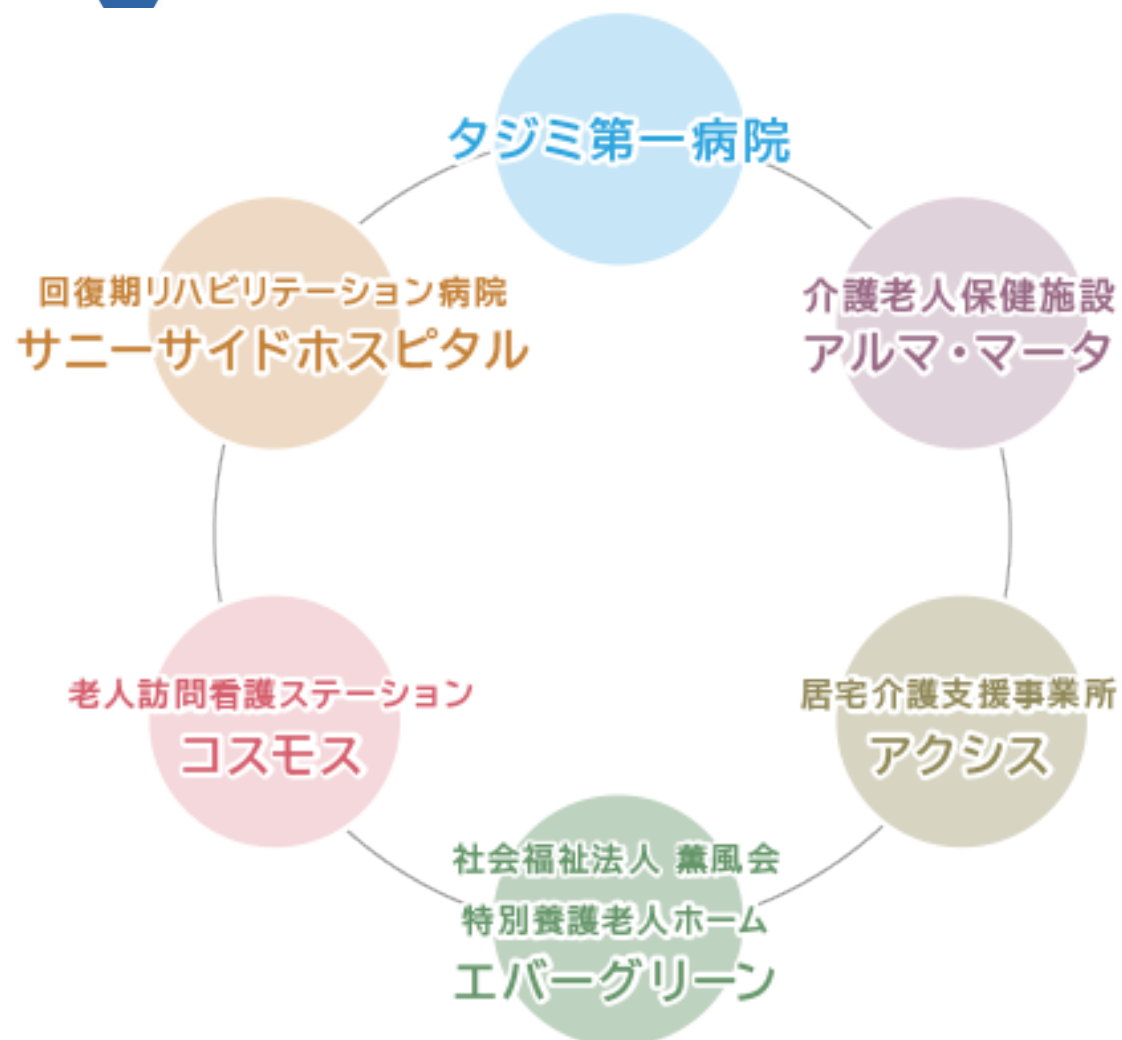 タジミ第一病院
回復期リハビリテーション病院
サニーサイドホスピタル
介護老人保健施設
アルマ・マータ
老人訪問看護ステーション
コスモス
居宅介護支援事業所
アクシス
社会福祉法人 薫風会
特別養護老人ホーム
エバーグリーン